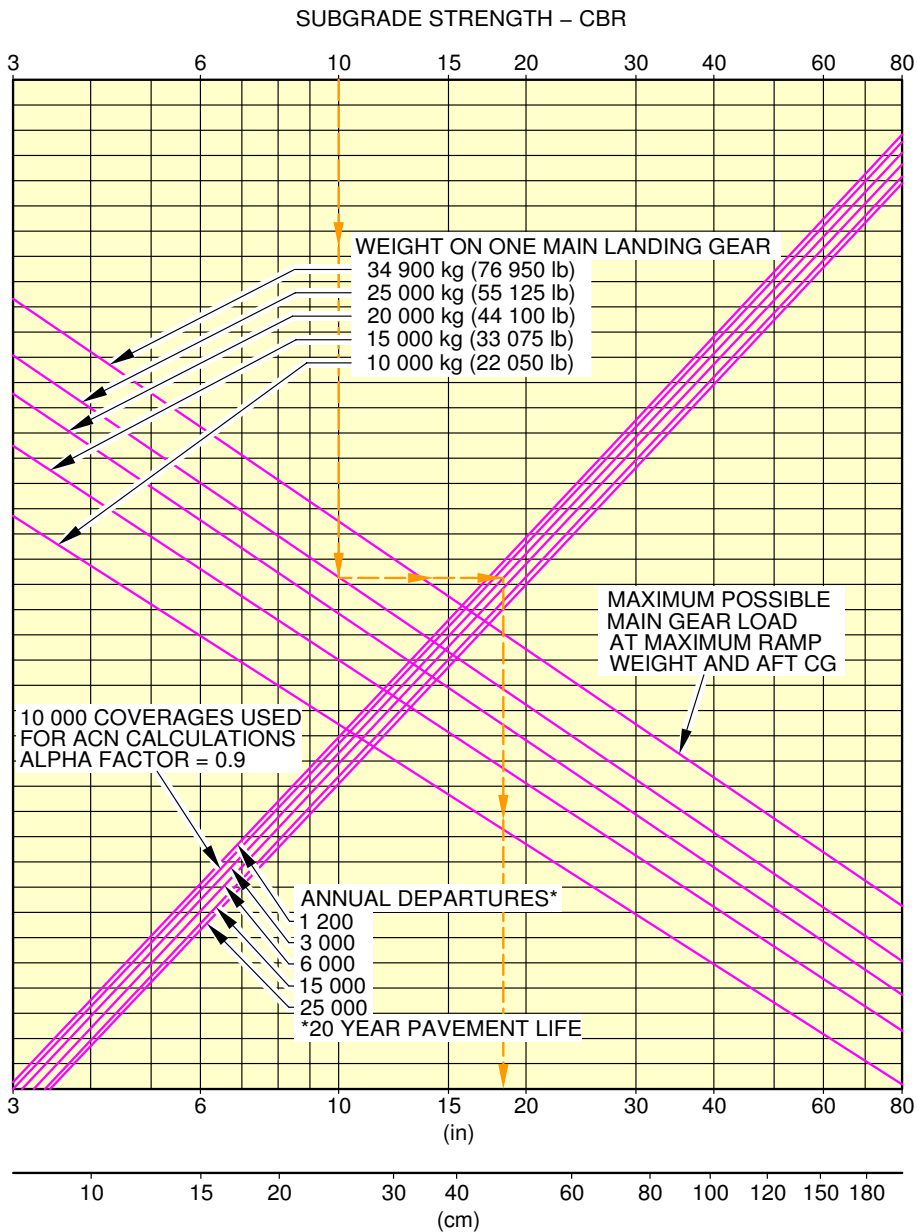 SUBGRADE STRENGTH – CBR
3 6 10 15 20 30 40 60 80
WEIGHT ON ONE MAIN LANDING GEAR
34 900 kg (76 950 lb)
25 000 kg (55 125 lb)
20 000 kg (44 100 lb)
15 000 kg (33 075 lb)
10 000 kg (22 050 lb)
MAXIMUM POSSIBLE
MAIN GEAR LOAD
AT MAXIMUM RAMP
WEIGHT AND AFT CG
10 000 COVERAGES USED
FOR ACN CALCULATIONS
ALPHA FACTOR = 0.9
ANNUAL DEPARTURES*
1 200
3 000
6 000
15 000
25 000
*20 YEAR PAVEMENT LIFE
3 6 10 15 20 30 40 60 80
(in)
10 15 20 30 40 60 80 100 120 150 180
(cm)